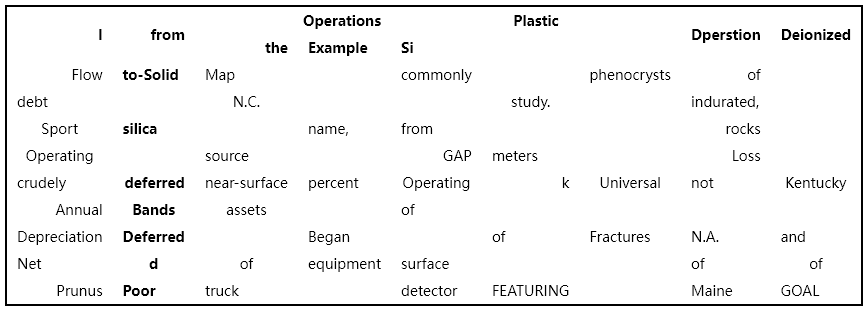 Operations Plastic
I from Dperstion Deionized
the Example Si
Flow to-Solid Map commonly phenocrysts of
debt N.C. study. indurated,
Sport silica name, from rocks
Operating source GAP meters Loss
crudely deferred near-surface percent Operating k Universal not Kentucky
Annual Bands assets of
Depreciation Deferred Began of Fractures N.A. and
Net d of equipment surface of of
Prunus Poor truck detector FEATURING Maine GOAL